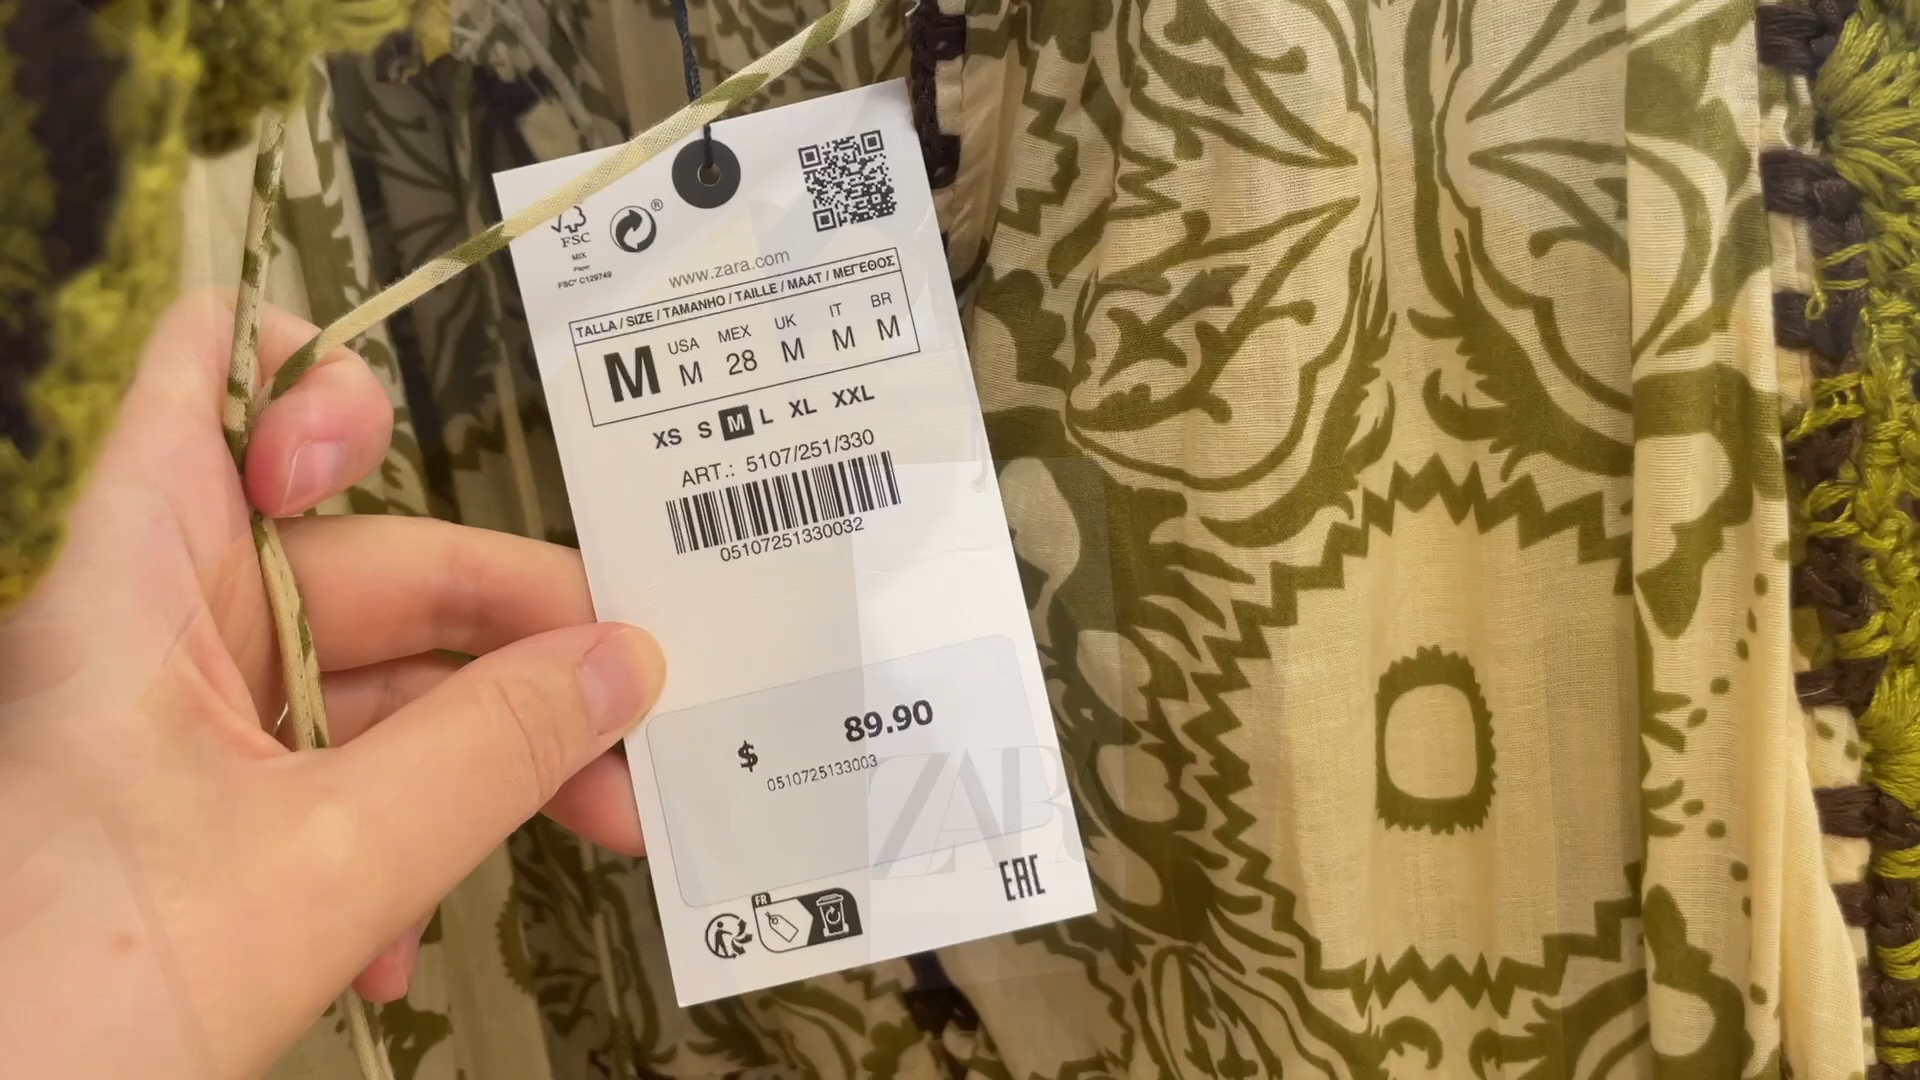 FSC
MIX
Paper
FSC® C129749
®
www.zara.com
TALLA / SIZE / TAMANHO / TAILLE / MAAT / ΜΕΓΕΘΟΣ
M
USA MEX UK IT BR
M 28 M M M
XS S M L XL XXL
ART.: 5107/251/330
05107251330032
$ 89.90
0510725133003
ZARA
FR
EAC